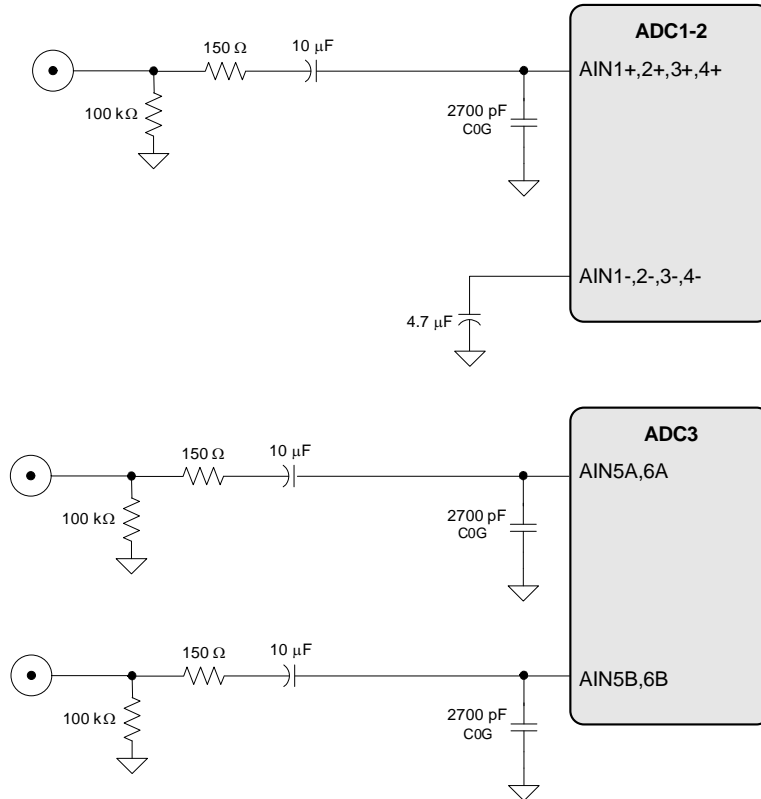 ADC1-2
150 Ω
10 μF
AIN1+,2+,3+,4+
100 kΩ
2700 pF
C0G
AIN1-,2-,3-,4-
4.7 μF
ADC3
150 Ω
10 μF
AIN5A,6A
100 kΩ
2700 pF
C0G
150 Ω
10 μF
AIN5B,6B
100 kΩ
2700 pF
C0G